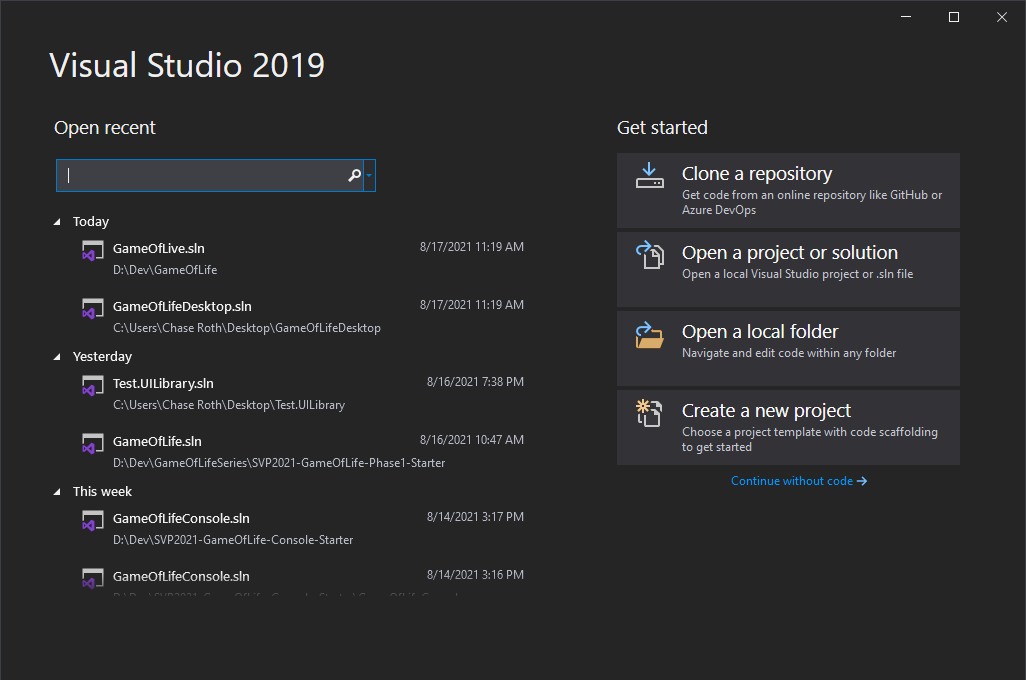 Visual Studio 2019
Open recent
Today
GameOfLive.sln 8/17/2021 11:19 AM
D:\Dev\GameOfLife
GameOfLifeDesktop.sln 8/17/2021 11:19 AM
C:\Users\Chase Roth\Desktop\GameOfLifeDesktop
Yesterday
Test.UILibrary.sln 8/16/2021 7:38 PM
C:\Users\Chase Roth\Desktop\Test.UILibrary
GameOfLife.sln 8/16/2021 10:47 AM
D:\Dev\GameOfLifeSeries\SVP2021-GameOfLife-Phase1-Starter
This week
GameOfLifeConsole.sln 8/14/2021 3:17 PM
D:\Dev\SVP2021-GameOfLife-Console-Starter
GameOfLifeConsole.sln 8/14/2021 3:16 PM
Get started
Clone a repository
Get code from an online repository like GitHub or
Azure DevOps
Open a project or solution
Open a local Visual Studio project or .sln file
Open a local folder
Navigate and edit code within any folder
Create a new project
Choose a project template with code scaffolding
to get started
Continue without code